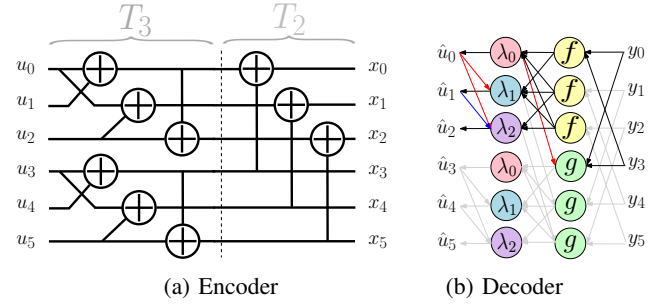 T₃ T₂
u₀ x₀ û₀ λ₀ f y₀
u₁ x₁ û₁ λ₁ f y₁
u₂ x₂ û₂ λ₂ f y₂
u₃ x₃ û₃ λ₀ g y₃
u₄ x₄ û₄ λ₁ g y₄
u₅ x₅ û₅ λ₂ g y₅
(a) Encoder (b) Decoder